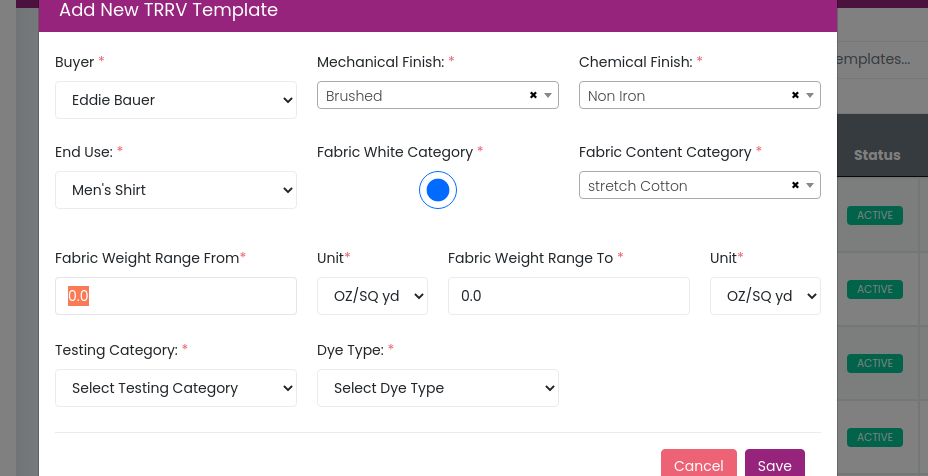 Add New TRRV Template
Buyer *
Mechanical Finish: *
Chemical Finish: *
Eddie Bauer
Brushed
Non Iron
emplates...
End Use: *
Fabric White Category *
Fabric Content Category *
Status
Men's Shirt
stretch Cotton
ACTIVE
Fabric Weight Range From*
Unit*
Fabric Weight Range To *
Unit*
0.0
OZ/SQ yd
0.0
OZ/SQ yd
ACTIVE
Testing Category: *
Dye Type: *
ACTIVE
Select Testing Category
Select Dye Type
ACTIVE
Cancel
Save